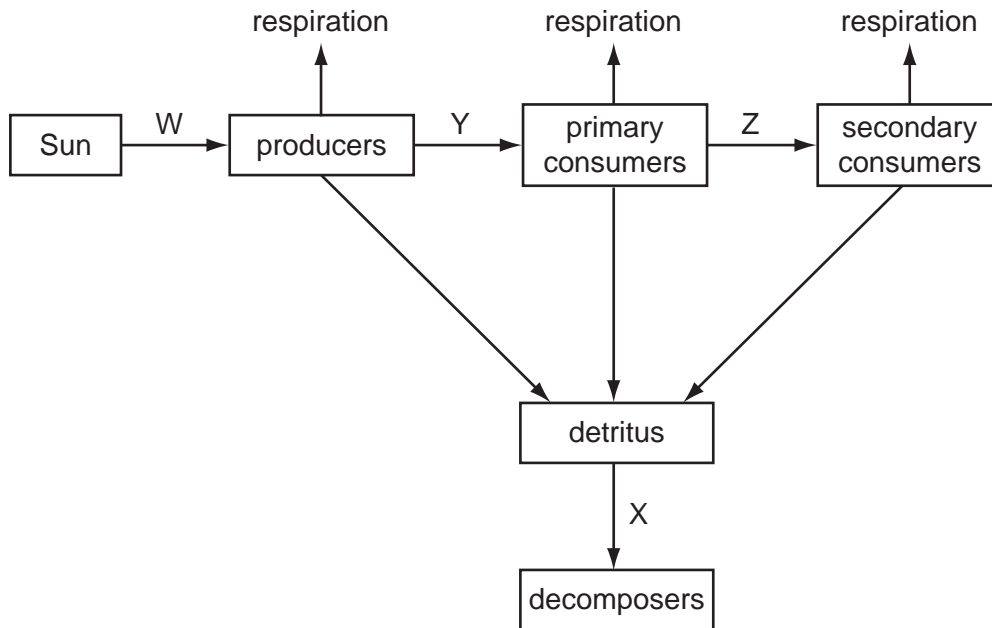 respiration
respiration
respiration
Sun
W
producers
Y
primary
consumers
Z
secondary
consumers
detritus
X
decomposers